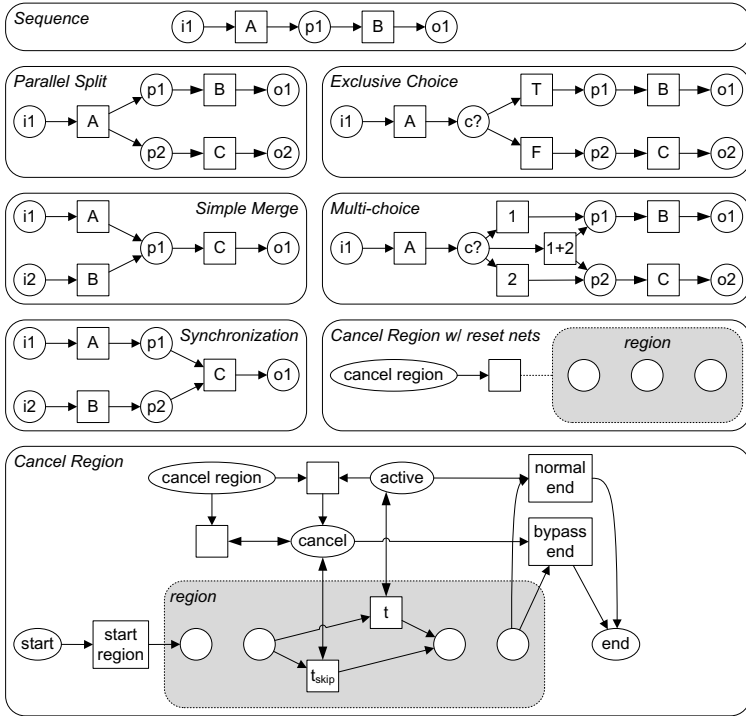 Sequence
i1 A p1 B o1
Parallel Split
i1 A p1 B o1
p2 C o2
Exclusive Choice
i1 A c? T p1 B o1
F p2 C o2
Simple Merge
i1 A p1 C o1
i2 B
Multi-choice
i1 A c? 1 p1 B o1
1+2
2 p2 C o2
Synchronization
i1 A p1 C o1
i2 B p2
Cancel Region w/ reset nets
region
cancel region
Cancel Region
cancel region active normal
end
cancel bypass
end
region
t
start start
region
end
tskip